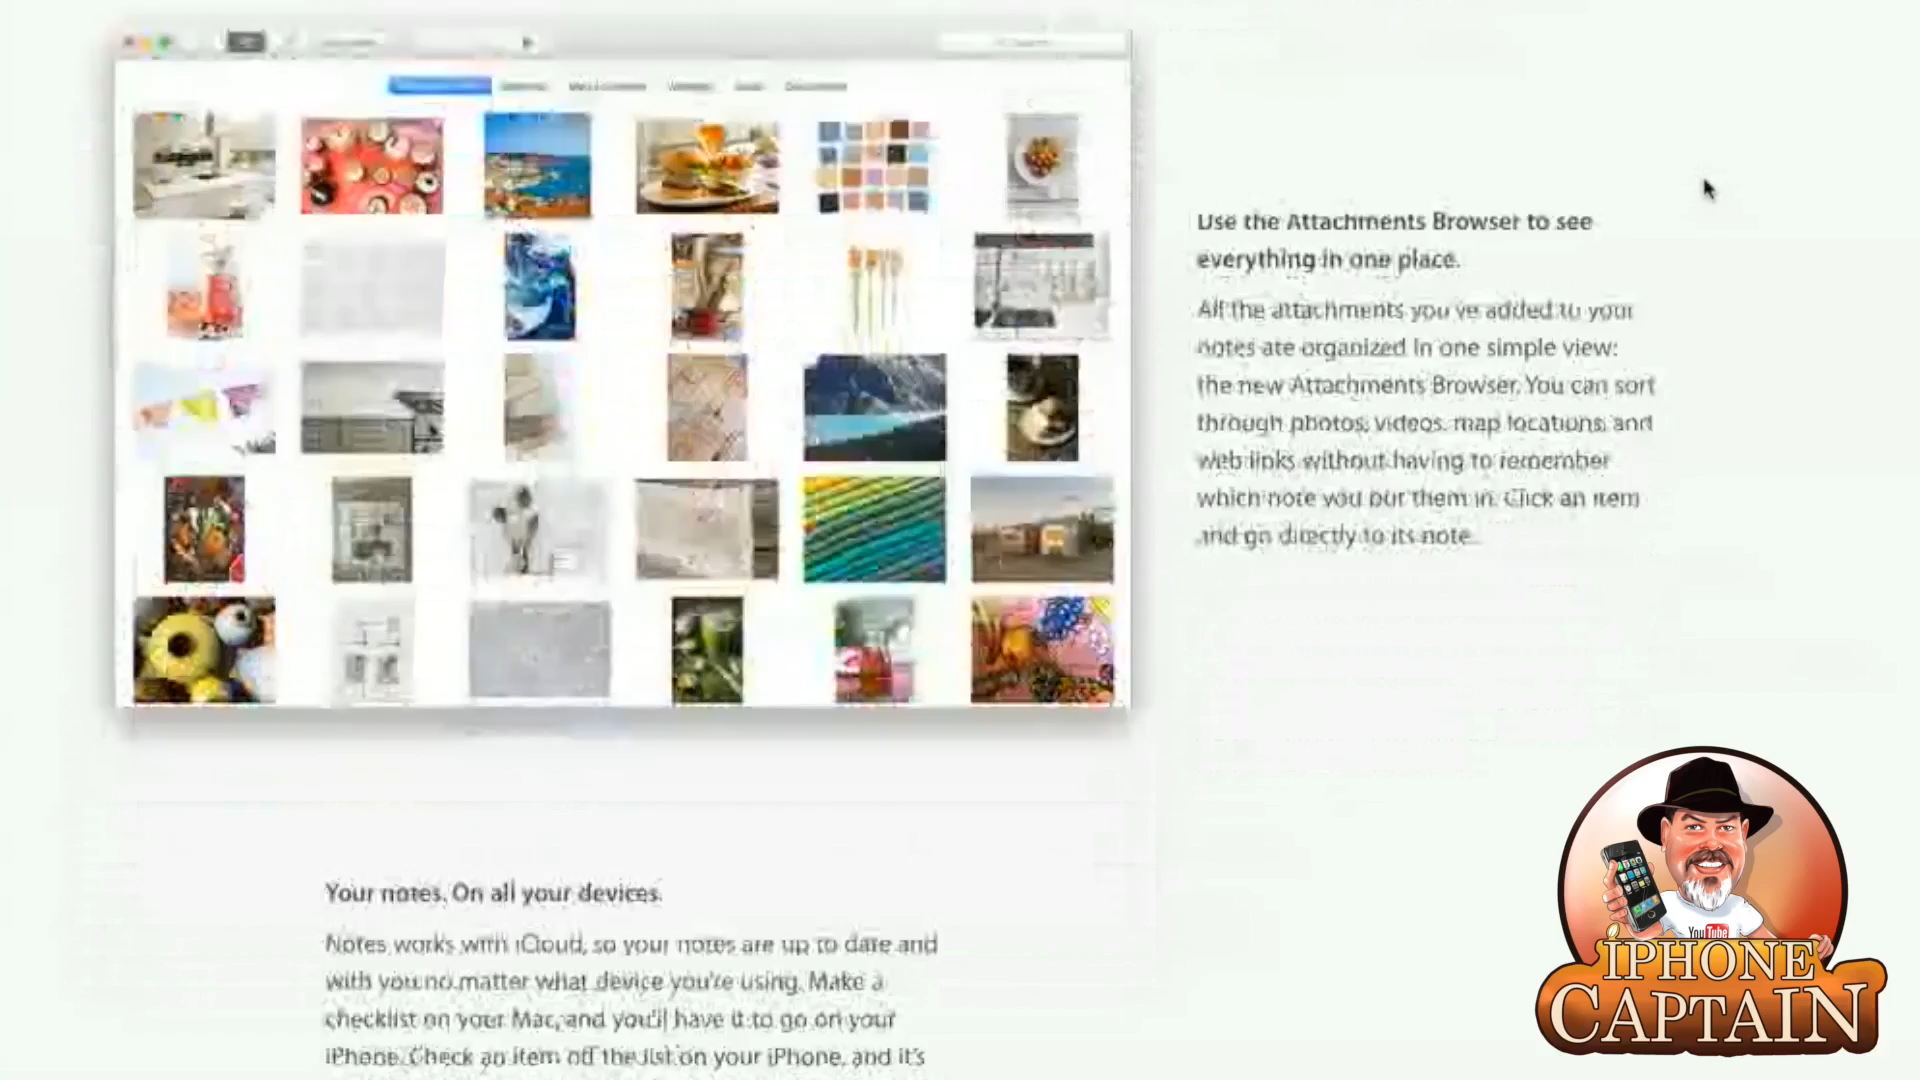 Use the Attachments Browser to see
everything in one place.
All the attachments you've added to your
notes are organized in one simple view:
the new Attachments Browser. You can sort
through photos, videos, map locations, and
web links without having to remember
which note you put them in. Click an item
and go directly to its note.
Your notes. On all your devices.
Notes works with iCloud, so your notes are up to date and
with you no matter what device you're using. Make a
checklist on your Mac, and you'll have it to go on your
iPhone. Check an item off the list on your iPhone, and it's
YouTube
IPHONE
CAPTAIN